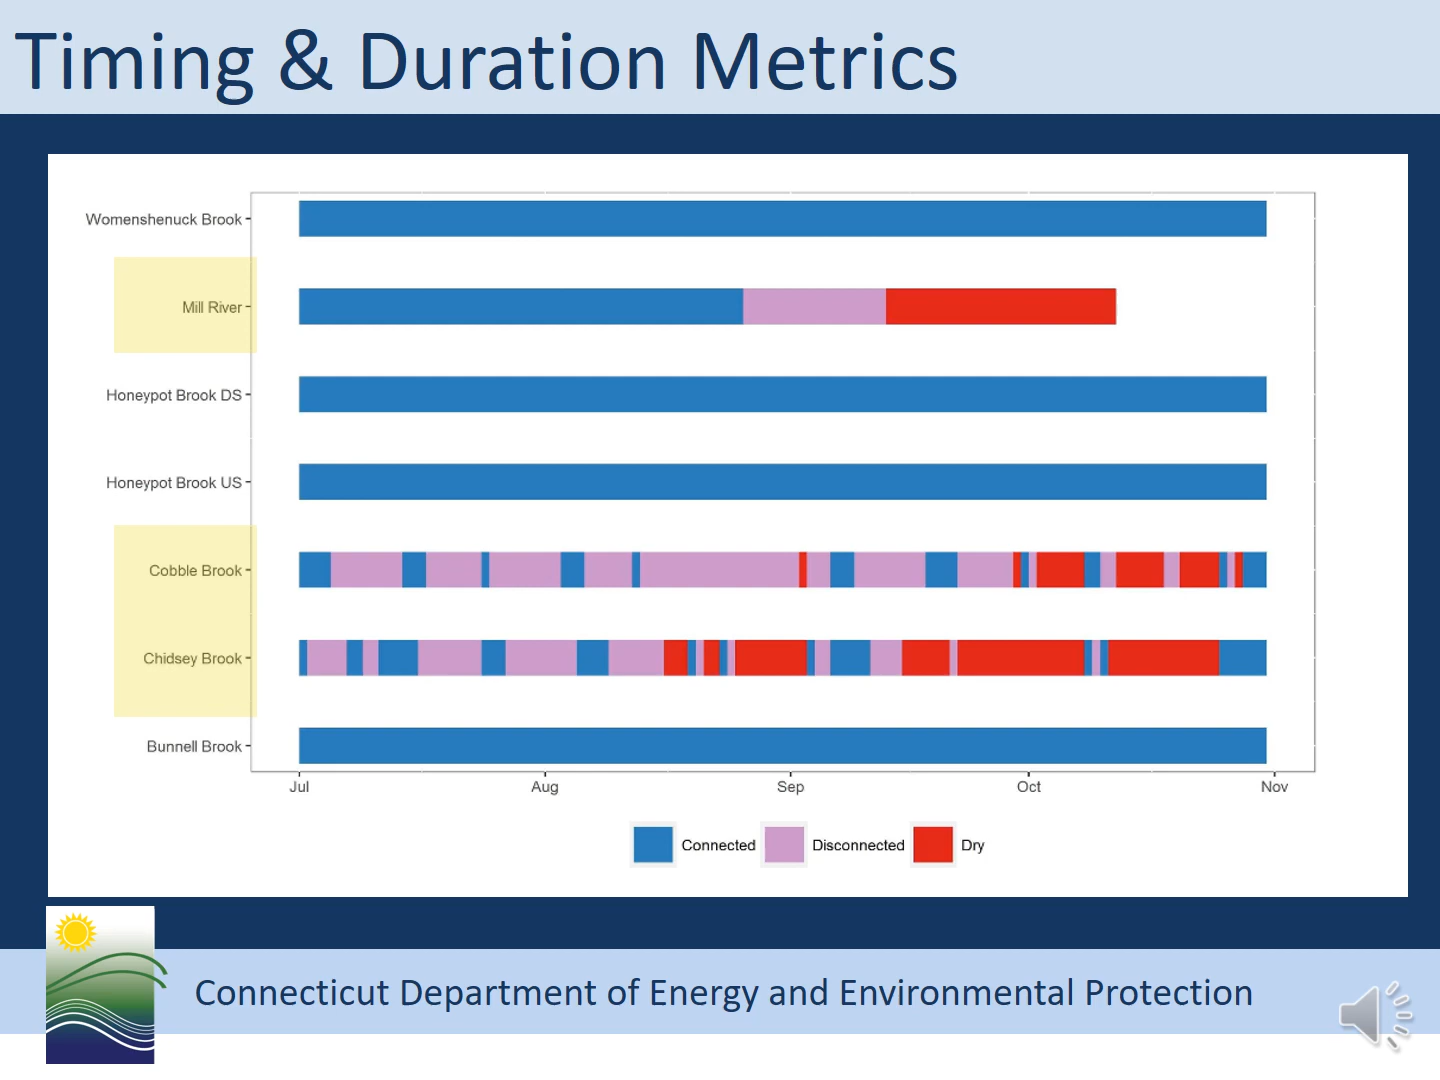 Timing & Duration Metrics
Womenshenuck Brook
Mill River
Honeypot Brook DS
Honeypot Brook US
Cobble Brook
Chidsey Brook
Bunnell Brook
Jul Aug Sep Oct Nov
Connected Disconnected Dry
Connecticut Department of Energy and Environmental Protection